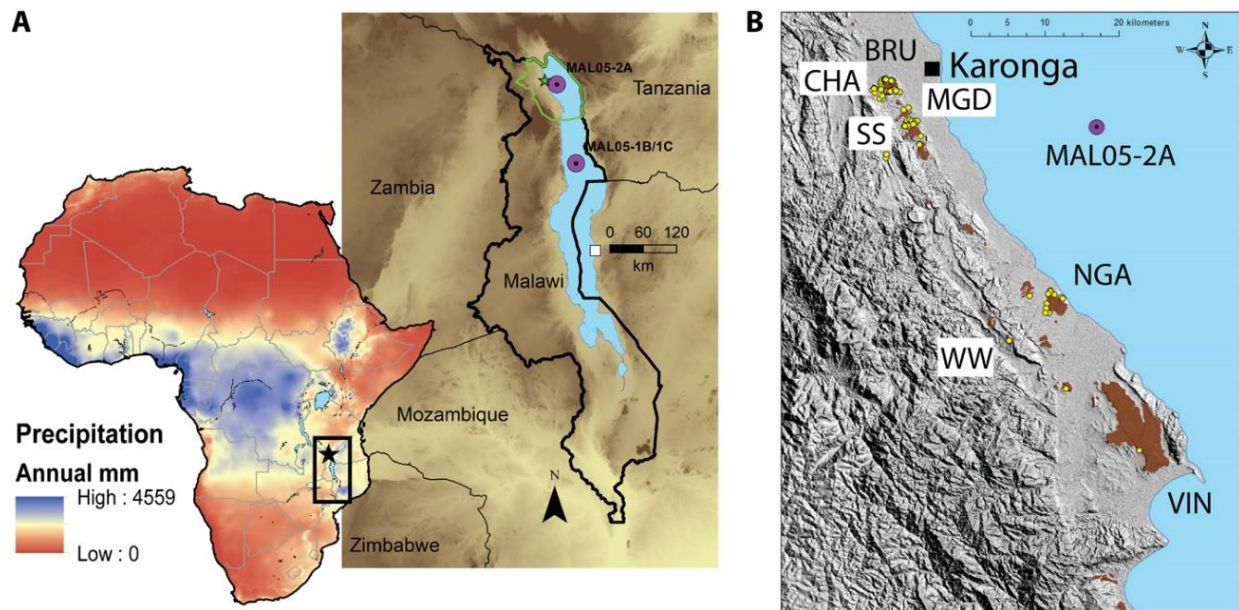 A
MAL05-2A
Tanzania
MAL05-1B/1C
Zambia
0 60 120
km
Malawi
Mozambique
N
Zimbabwe
Precipitation
Annual mm
High : 4559
Low : 0
B
0 5 10 20 kilometers
N
W E
S
BRU
Karonga
CHA
MGD
SS
MAL05-2A
NGA
WW
VIN